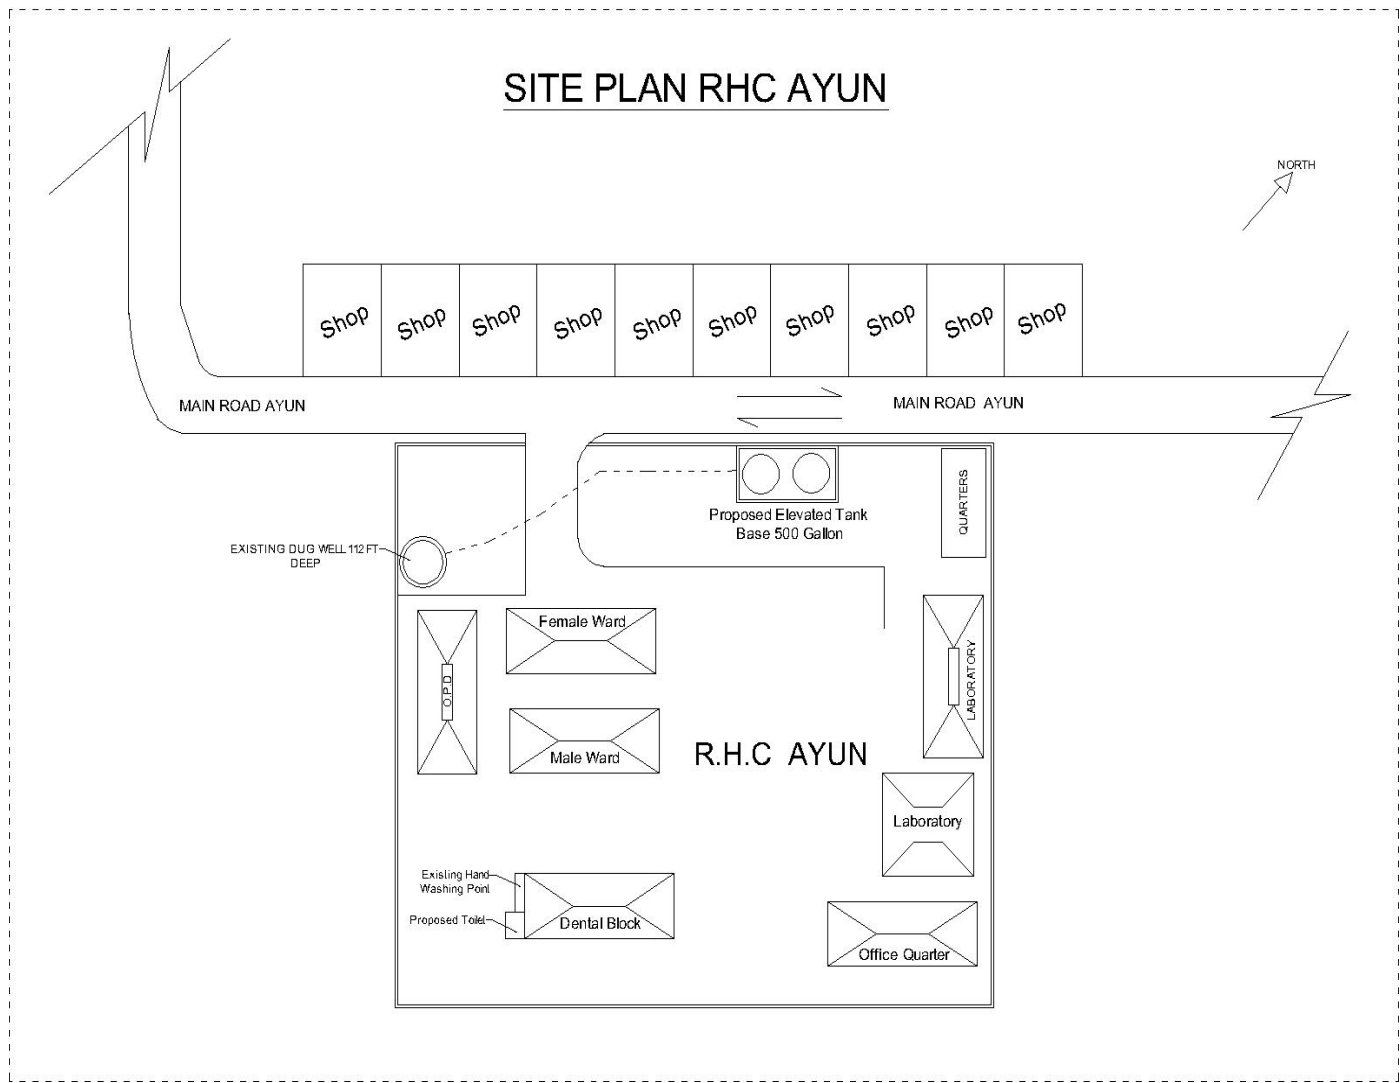 SITE PLAN RHC AYUN
NORTH
Shop Shop Shop Shop Shop Shop Shop Shop Shop Shop
MAIN ROAD AYUN
MAIN ROAD AYUN
QUARTERS
Proposed Elevated Tank
Base 500 Gallon
EXISTING DUG WELL 112 FT
DEEP
Female Ward
O.P.D
LABORATORY
Male Ward
R.H.C AYUN
Laboratory
Existing Hand
Washing Point
Proposed Toilet
Dental Block
Office Quarter